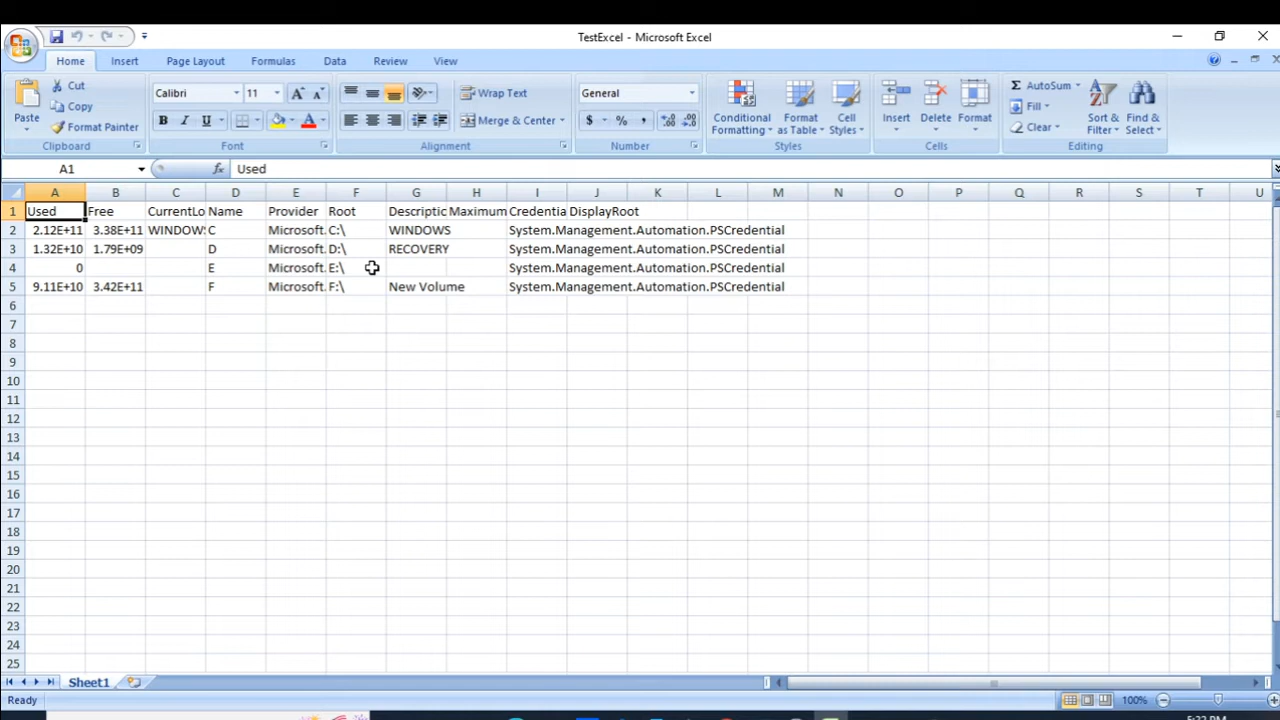 TestExcel - Microsoft Excel
Home Insert Page Layout Formulas Data Review View
Paste Cut Copy Format Painter Clipboard
Calibri 11 B I U A Font
Wrap Text Merge & Center Alignment
General $ % , Number
Conditional Formatting Format as Table Cell Styles Styles
Insert Delete Format Cells
Σ AutoSum Fill Clear Sort & Filter Find & Select Editing
A1 fx Used
A B C D E F G H I J K L M N O P Q R S T U
1 Used Free CurrentLo Name Provider Root Descriptic Maximum Credentia DisplayRoot
2 2.12E+11 3.38E+11 WINDOWS C Microsoft. C:\ WINDOWS System.Management.Automation.PSCredential
3 1.32E+10 1.79E+09 D Microsoft. D:\ RECOVERY System.Management.Automation.PSCredential
4 0 E Microsoft. E:\ System.Management.Automation.PSCredential
5 9.11E+10 3.42E+11 F Microsoft. F:\ New Volume System.Management.Automation.PSCredential
6
7
8
9
10
11
12
13
14
15
16
17
18
19
20
21
22
23
24
25
Sheet1
Ready 100%